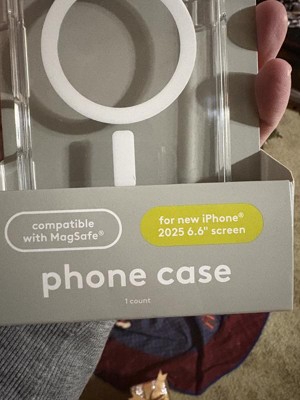 compatible
with MagSafe®
for new iPhone®
2025 6.6" screen
phone case
1 count